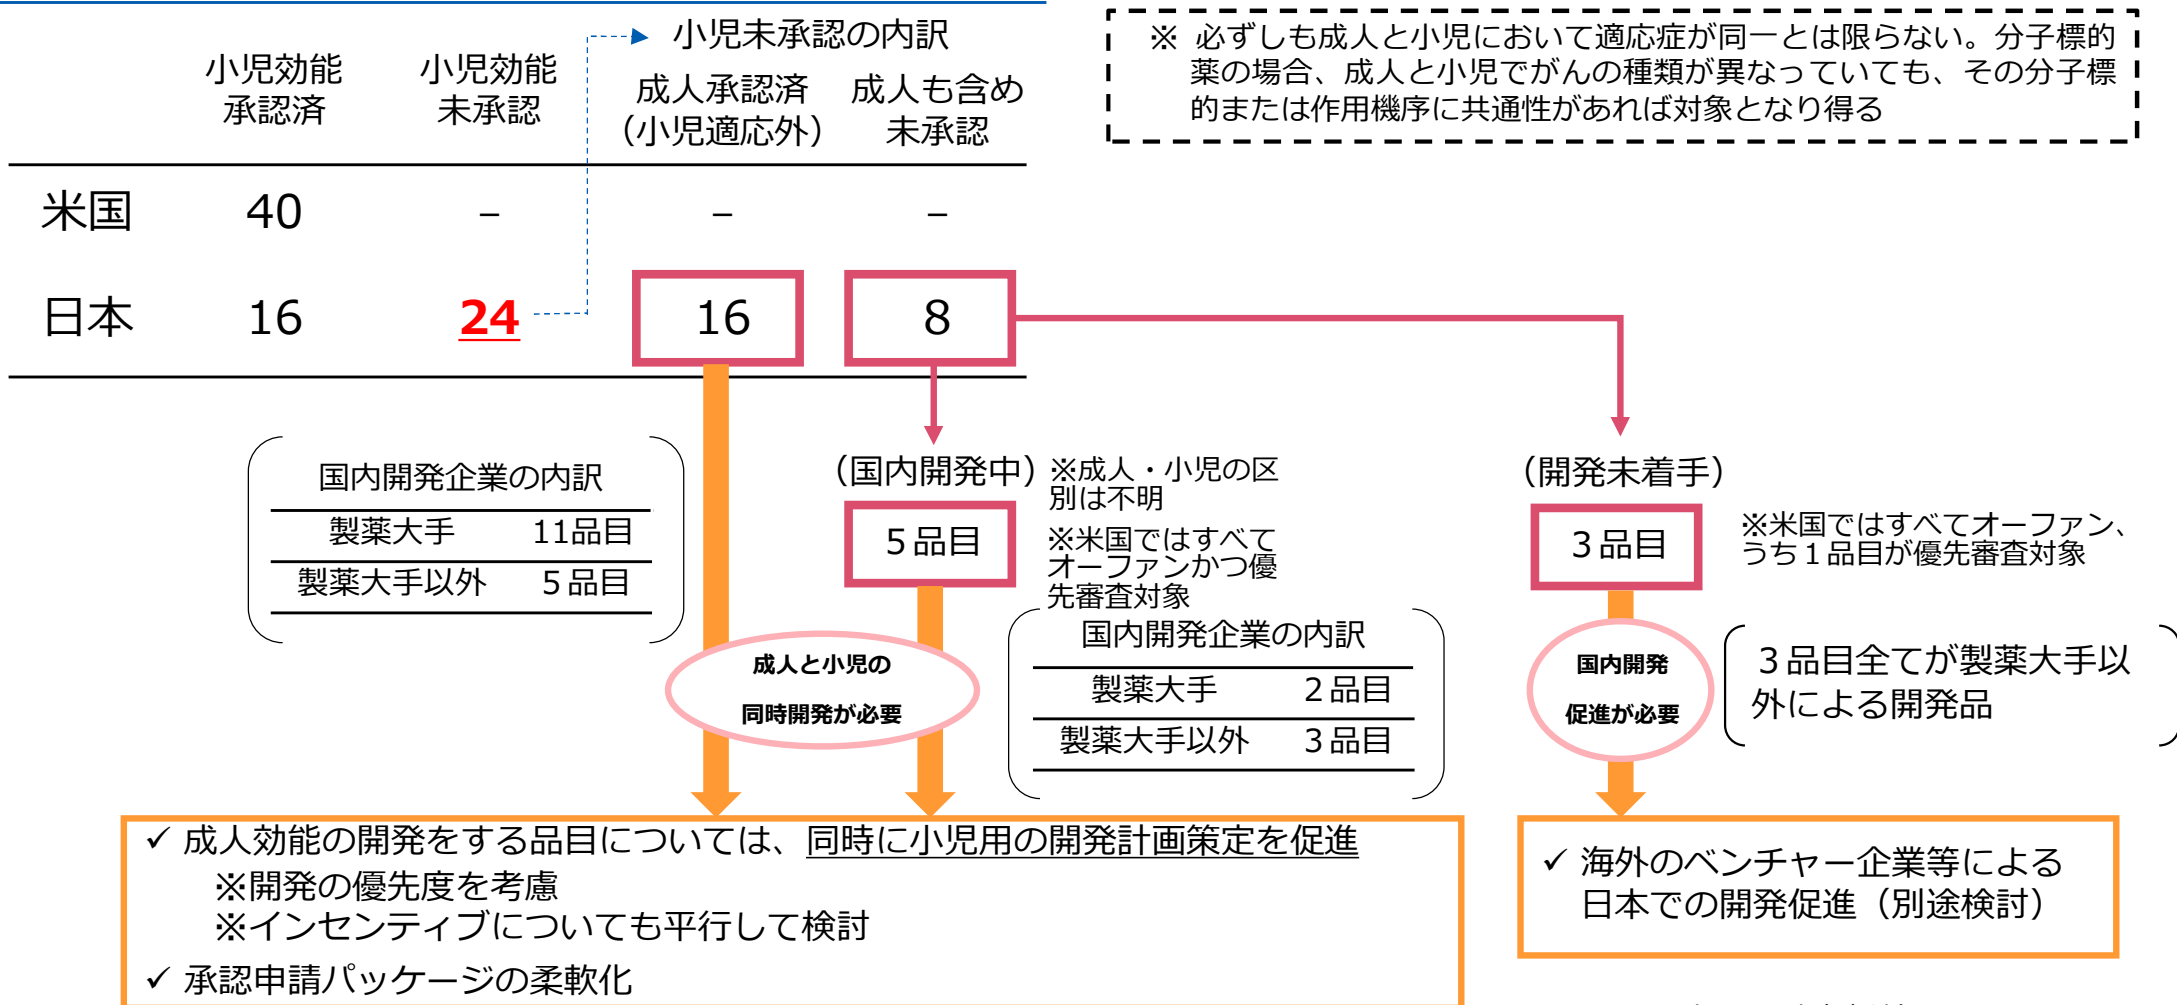 小児未承認の内訳
小児効能
承認済
小児効能
未承認
成人承認済
（小児適応外）
成人も含め
未承認
米国 40 – – –
日本 16 24 16 8
※ 必ずしも成人と小児において適応症が同一とは限らない。分子標的
薬の場合、成人と小児でがんの種類が異なっていても、その分子標
的または作用機序に共通性があれば対象となり得る
国内開発企業の内訳
製薬大手 11品目
製薬大手以外 5品目
（国内開発中）
5品目
※成人・小児の区
別は不明
※米国ではすべて
オーファンかつ優
先審査対象
国内開発企業の内訳
製薬大手 2品目
製薬大手以外 3品目
（開発未着手）
3品目
※米国ではすべてオーファン、
うち1品目が優先審査対象
成人と小児の
同時開発が必要
国内開発
促進が必要
3品目全てが製薬大手以
外による開発品
✓ 成人効能の開発をする品目については、同時に小児用の開発計画策定を促進
※開発の優先度を考慮
※インセンティブについても平行して検討
✓ 承認申請パッケージの柔軟化
✓ 海外のベンチャー企業等による
日本での開発促進（別途検討）